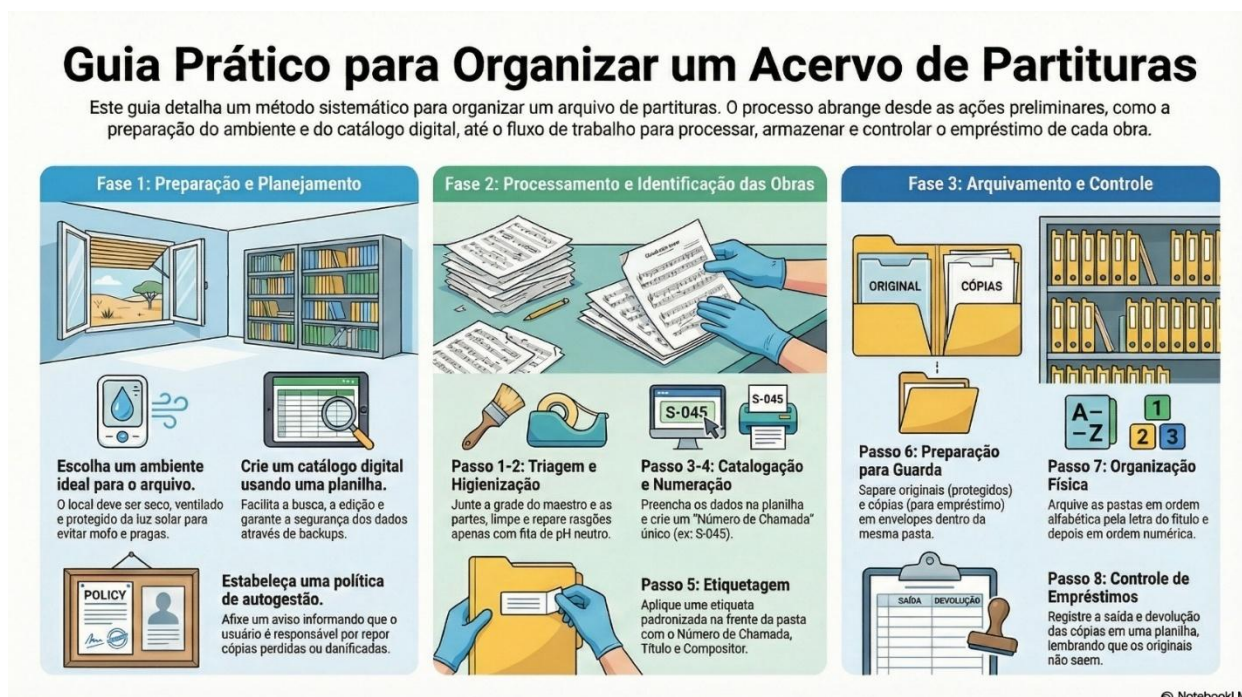 Guia Prático para Organizar um Acervo de Partituras
Este guia detalha um método sistemático para organizar um arquivo de partituras. O processo abrange desde as ações preliminares, como a
preparação do ambiente e do catálogo digital, até o fluxo de trabalho para processar, armazenar e controlar o empréstimo de cada obra.
Fase 1: Preparação e Planejamento
Escolha um ambiente
ideal para o arquivo.
O local deve ser seco, ventilado
e protegido da luz solar para
evitar mofo e pragas.
Crie um catálogo digital
usando uma planilha.
Facilita a busca, a edição e
garante a segurança dos dados
através de backups.
POLICY
Estabeleça uma política
de autogestão.
Afixe um aviso informando que o
usuário é responsável por repor
cópias perdidas ou danificadas.
Fase 2: Processamento e Identificação das Obras
Passo 1-2: Triagem e
Higienização
Junte a grade do maestro e as
partes, limpe e repare rasgões
apenas com fita de pH neutro.
S-045
S-045
Passo 3-4: Catalogação
e Numeração
Preencha os dados na planilha
e crie um "Número de Chamada"
único (ex: S-045).
Passo 5: Etiquetagem
Aplique ume etiqueta
padronizada na frente da pasta
com o Número de Chamada,
Título e Compositor.
Fase 3: Arquivamento e Controle
ORIGINAL
CÓPIAS
Passo 6: Preparação
para Guarda
Sapare originais (protegidos)
e cópias (para empréstimo)
em envelopes dentro da
mesma pasta.
A–
–Z
1
2 3
Passo 7: Organização
Física
Arquive as pastas em ordem
alfabética pela letra do fitulo e
depois em ordem numérica.
SAÍDA DEVOLUÇÃO
Passo 8: Controle de
Empréstimos
Registre a saída e devolução
das cópias em uma planilha,
lembrando que os originais
não saem.